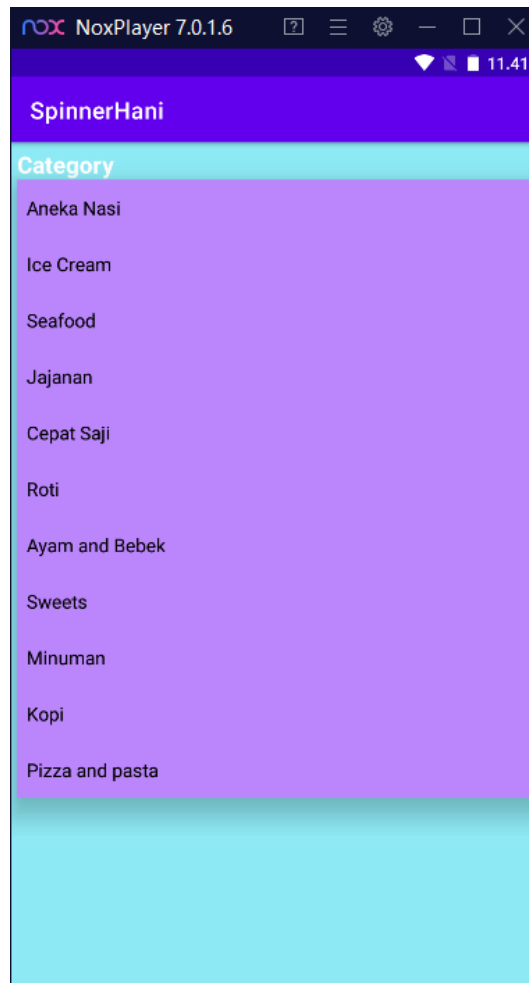 nox NoxPlayer 7.0.1.6
11.41
SpinnerHani
Category
Aneka Nasi
Ice Cream
Seafood
Jajanan
Cepat Saji
Roti
Ayam and Bebek
Sweets
Minuman
Kopi
Pizza and pasta